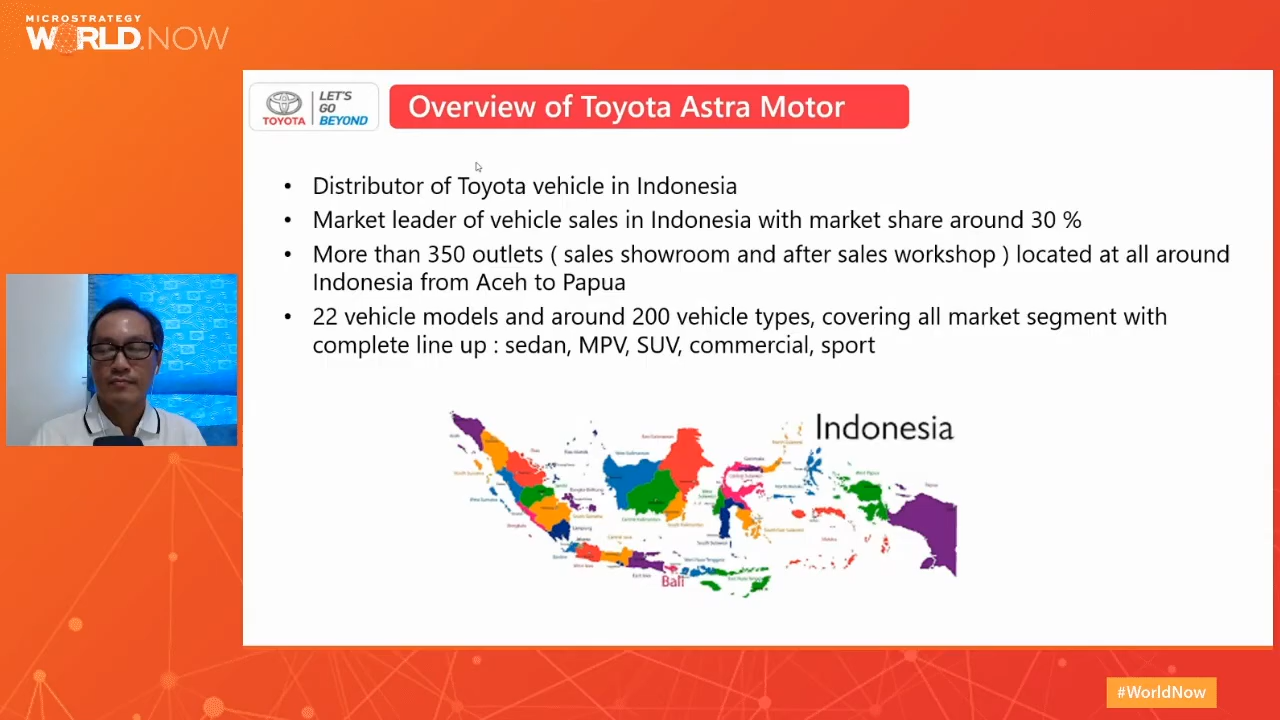 MICROSTRATEGY
WORLD.NOW
TOYOTA
LET'S
GO
BEYOND
Overview of Toyota Astra Motor
• Distributor of Toyota vehicle in Indonesia
• Market leader of vehicle sales in Indonesia with market share around 30 %
• More than 350 outlets ( sales showroom and after sales workshop ) located at all around
Indonesia from Aceh to Papua
• 22 vehicle models and around 200 vehicle types, covering all market segment with
complete line up : sedan, MPV, SUV, commercial, sport
Indonesia
Bali
#WorldNow